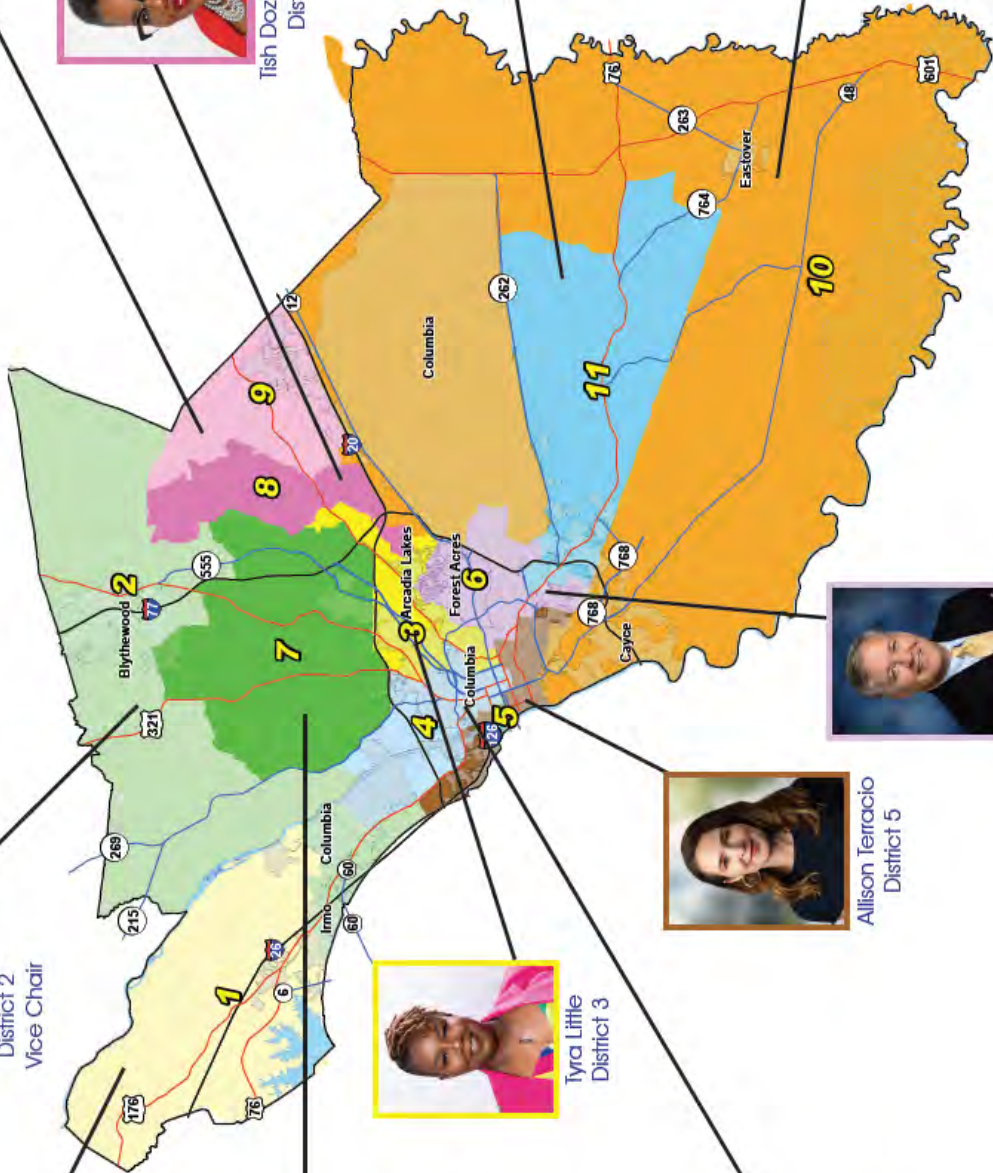 District 2
Vice Chair
Tish Doz
Dis
269
215
176
Blythewood
2
77
321
555
1
76
26
6
7
8
9
12
Irmo
Columbia
60
60
20
Arcadia Lakes
3
4
Columbia
Forest Acres
6
Columbia
126
5
262
11
768
768
Cayce
76
263
764
Eastover
10
48
601
Tyra Little
District 3
Allison Terracio
District 5